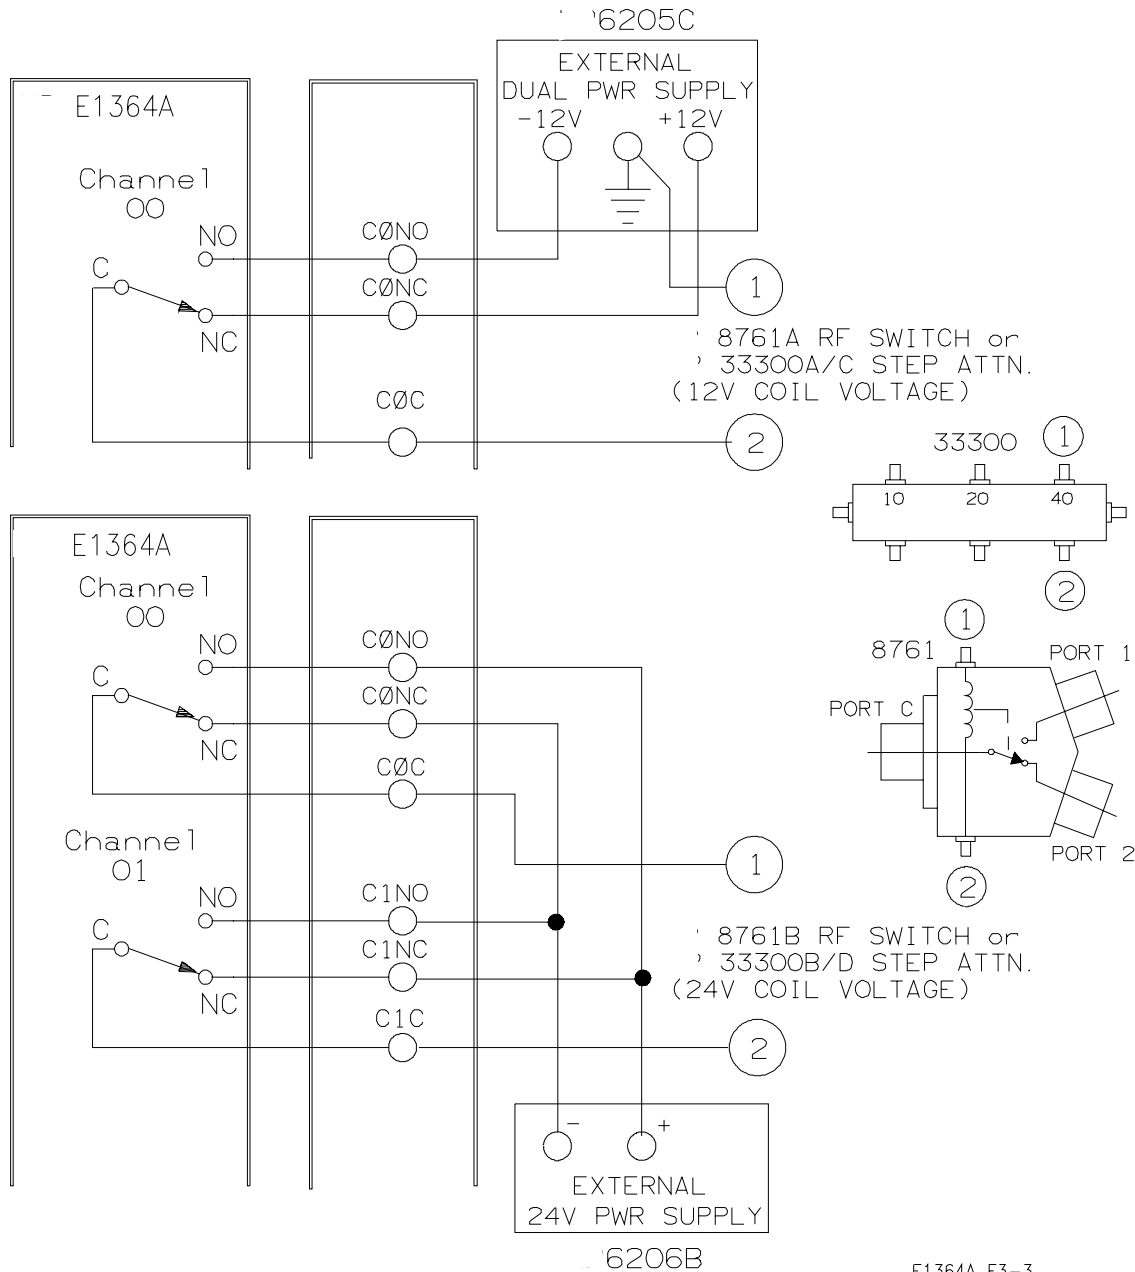 6205C
EXTERNAL
DUAL PWR SUPPLY
-12V
+12V
E1364A
Channel
00
NO
C
NC
CØNO
CØNC
CØC
1
2
8761A RF SWITCH or
33300A/C STEP ATTN.
(12V COIL VOLTAGE)
33300
1
10
20
40
2
E1364A
Channel
00
NO
C
NC
CØNO
CØNC
CØC
Channel
01
NO
C
NC
C1NO
C1NC
C1C
1
2
8761
1
PORT 1
PORT C
PORT 2
2
8761B RF SWITCH or
33300B/D STEP ATTN.
(24V COIL VOLTAGE)
-
+
EXTERNAL
24V PWR SUPPLY
6206B
E1364A F3-3